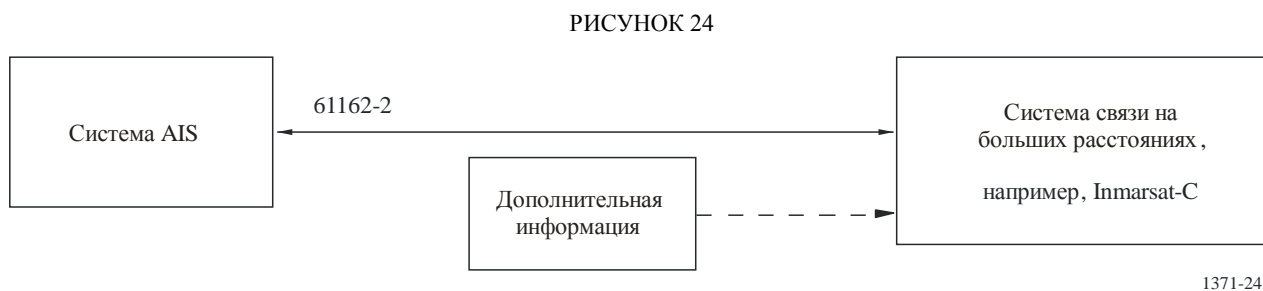 РИСУНОК 24
61162-2
Система AIS
Система связи на
больших расстояниях,
например, Inmarsat-C
Дополнительная
информация
1371-24